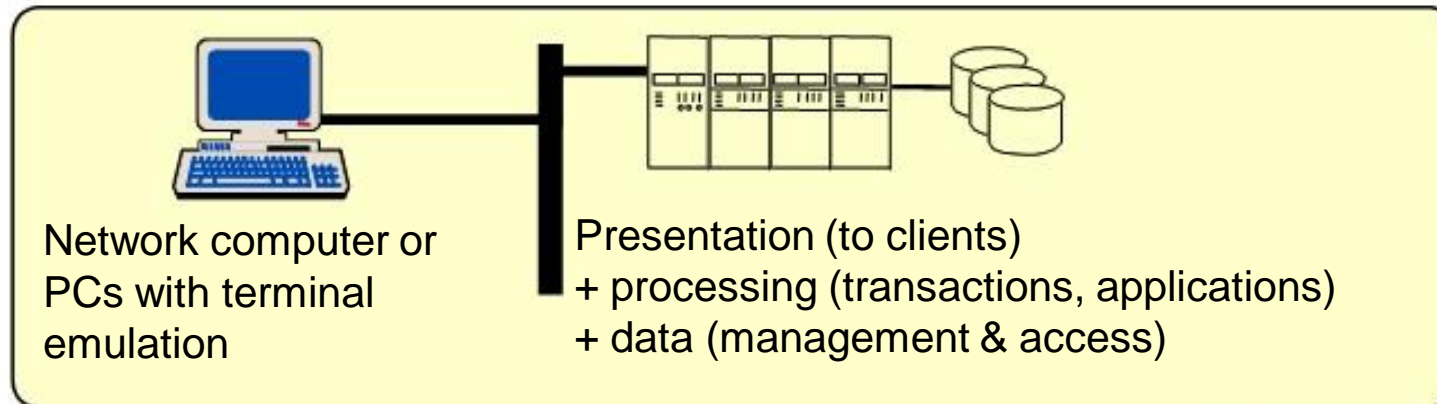 Network computer or
PCs with terminal
emulation
Presentation (to clients)
+ processing (transactions, applications)
+ data (management & access)